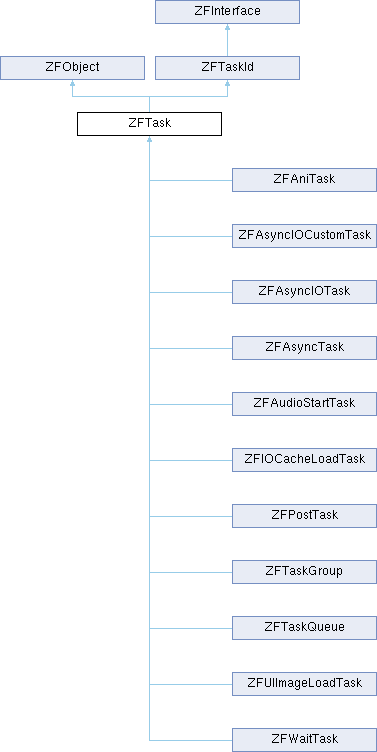 ZFInterface
ZFObject
ZFTaskId
ZFTask
ZFAniTask
ZFAsyncIOCustomTask
ZFAsyncIOTask
ZFAsyncTask
ZFAudioStartTask
ZFIOCacheLoadTask
ZFPostTask
ZFTaskGroup
ZFTaskQueue
ZFUIImageLoadTask
ZFWaitTask